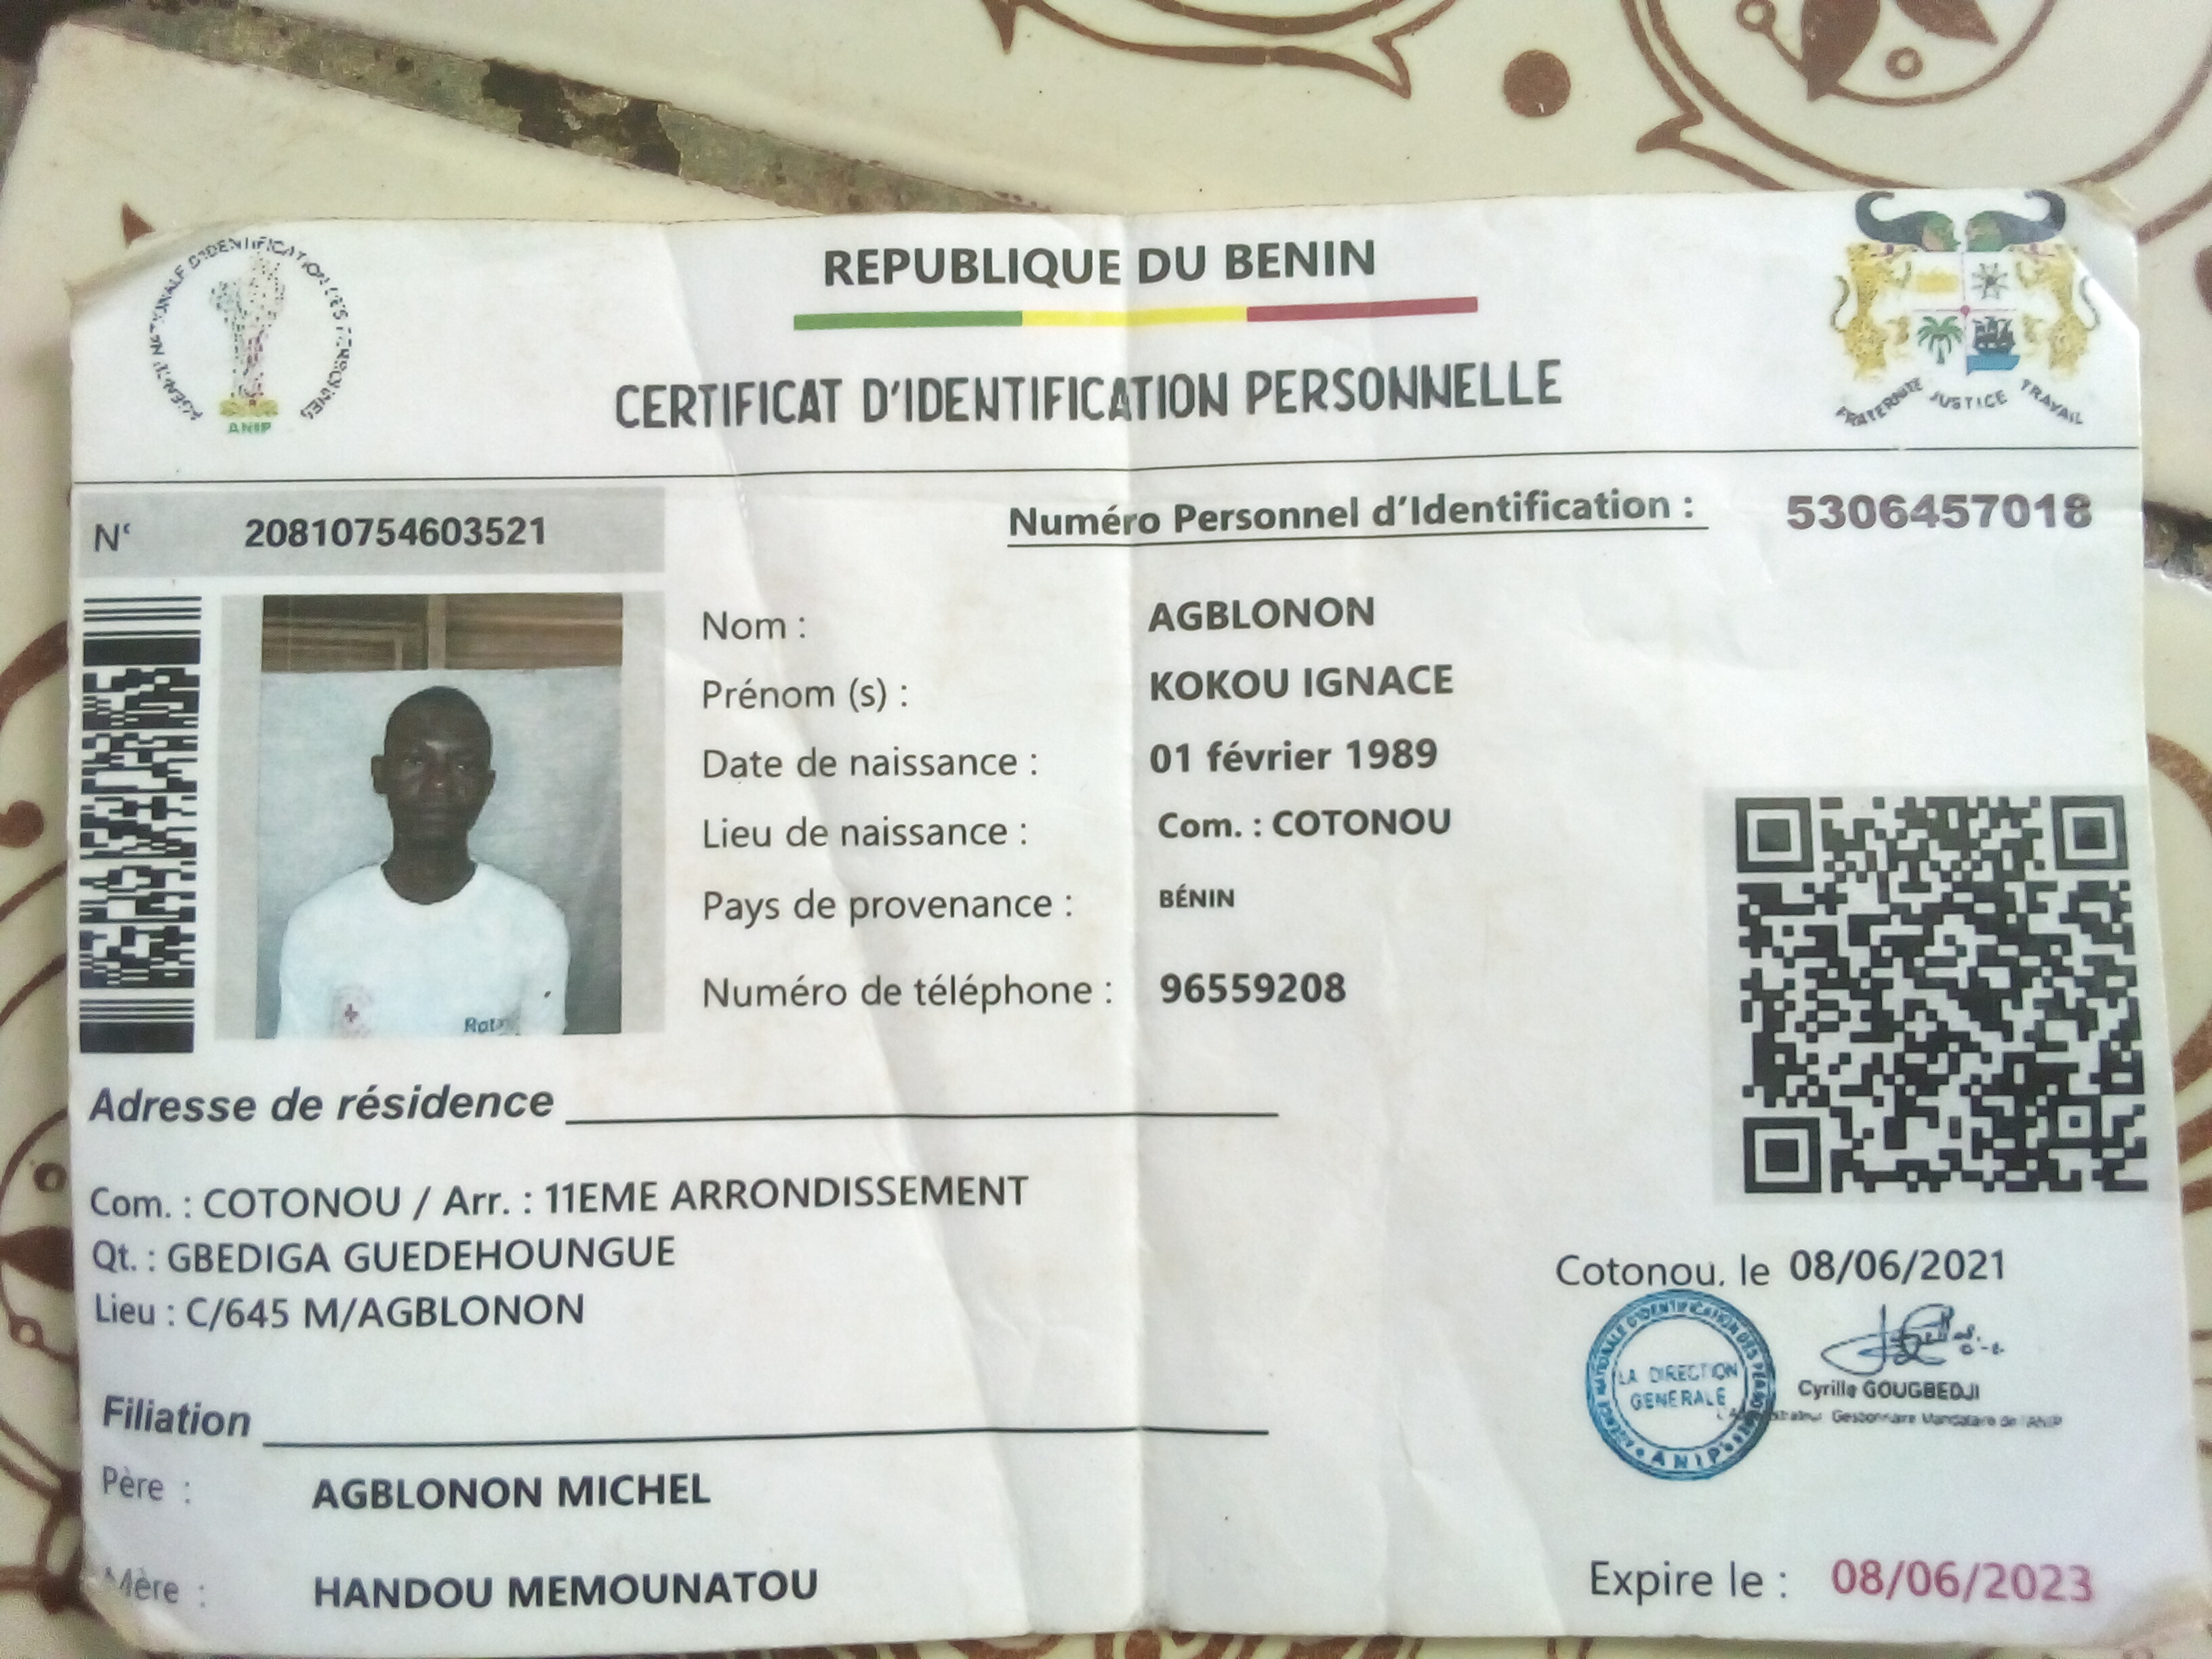 AGENCE NATIONALE D'IDENTIFICATION DES PERSONNES
ANIP
REPUBLIQUE DU BENIN
CERTIFICAT D'IDENTIFICATION PERSONNELLE
FRATERNITE JUSTICE TRAVAIL
N° 20810754603521
Numéro Personnel d'Identification : 5306457018
Nom : AGBLONON
Prénom (s) : KOKOU IGNACE
Date de naissance : 01 février 1989
Lieu de naissance : Com. : COTONOU
Pays de provenance : BÉNIN
Numéro de téléphone : 96559208
Adresse de résidence
Com. : COTONOU / Arr. : 11EME ARRONDISSEMENT
Qt. : GBEDIGA GUEDEHOUNGUE
Lieu : C/645 M/AGBLONON
Cotonou, le 08/06/2021
AGENCE NATIONALE D'IDENTIFICATION DES PERSONNES
LA DIRECTION
GENERALE
ANIP
Cyrille GOUGBEDJI
Gestionnaire Mandataire de l'ANIP
Filiation
Père : AGBLONON MICHEL
Mère : HANDOU MEMOUNATOU
Expire le : 08/06/2023